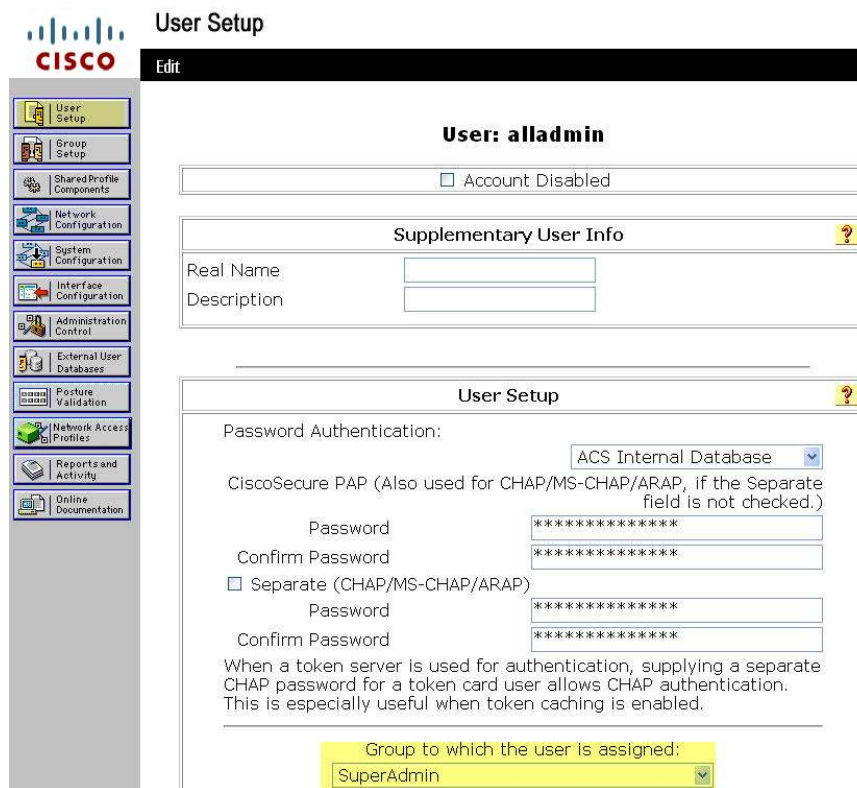 CISCO
User Setup
Edit
User
Setup
Group
Setup
Shared Profile
Components
Network
Configuration
System
Configuration
Interface
Configuration
Administration
Control
External User
Databases
Posture
Validation
Network Access
Profiles
Reports and
Activity
Online
Documentation
User: alladmin
Account Disabled
Supplementary User Info
?
Real Name
Description
User Setup
?
Password Authentication:
ACS Internal Database
CiscoSecure PAP (Also used for CHAP/MS-CHAP/ARAP, if the Separate
field is not checked.)
Password **************
Confirm Password **************
Separate (CHAP/MS-CHAP/ARAP)
Password **************
Confirm Password **************
When a token server is used for authentication, supplying a separate
CHAP password for a token card user allows CHAP authentication.
This is especially useful when token caching is enabled.
Group to which the user is assigned:
SuperAdmin